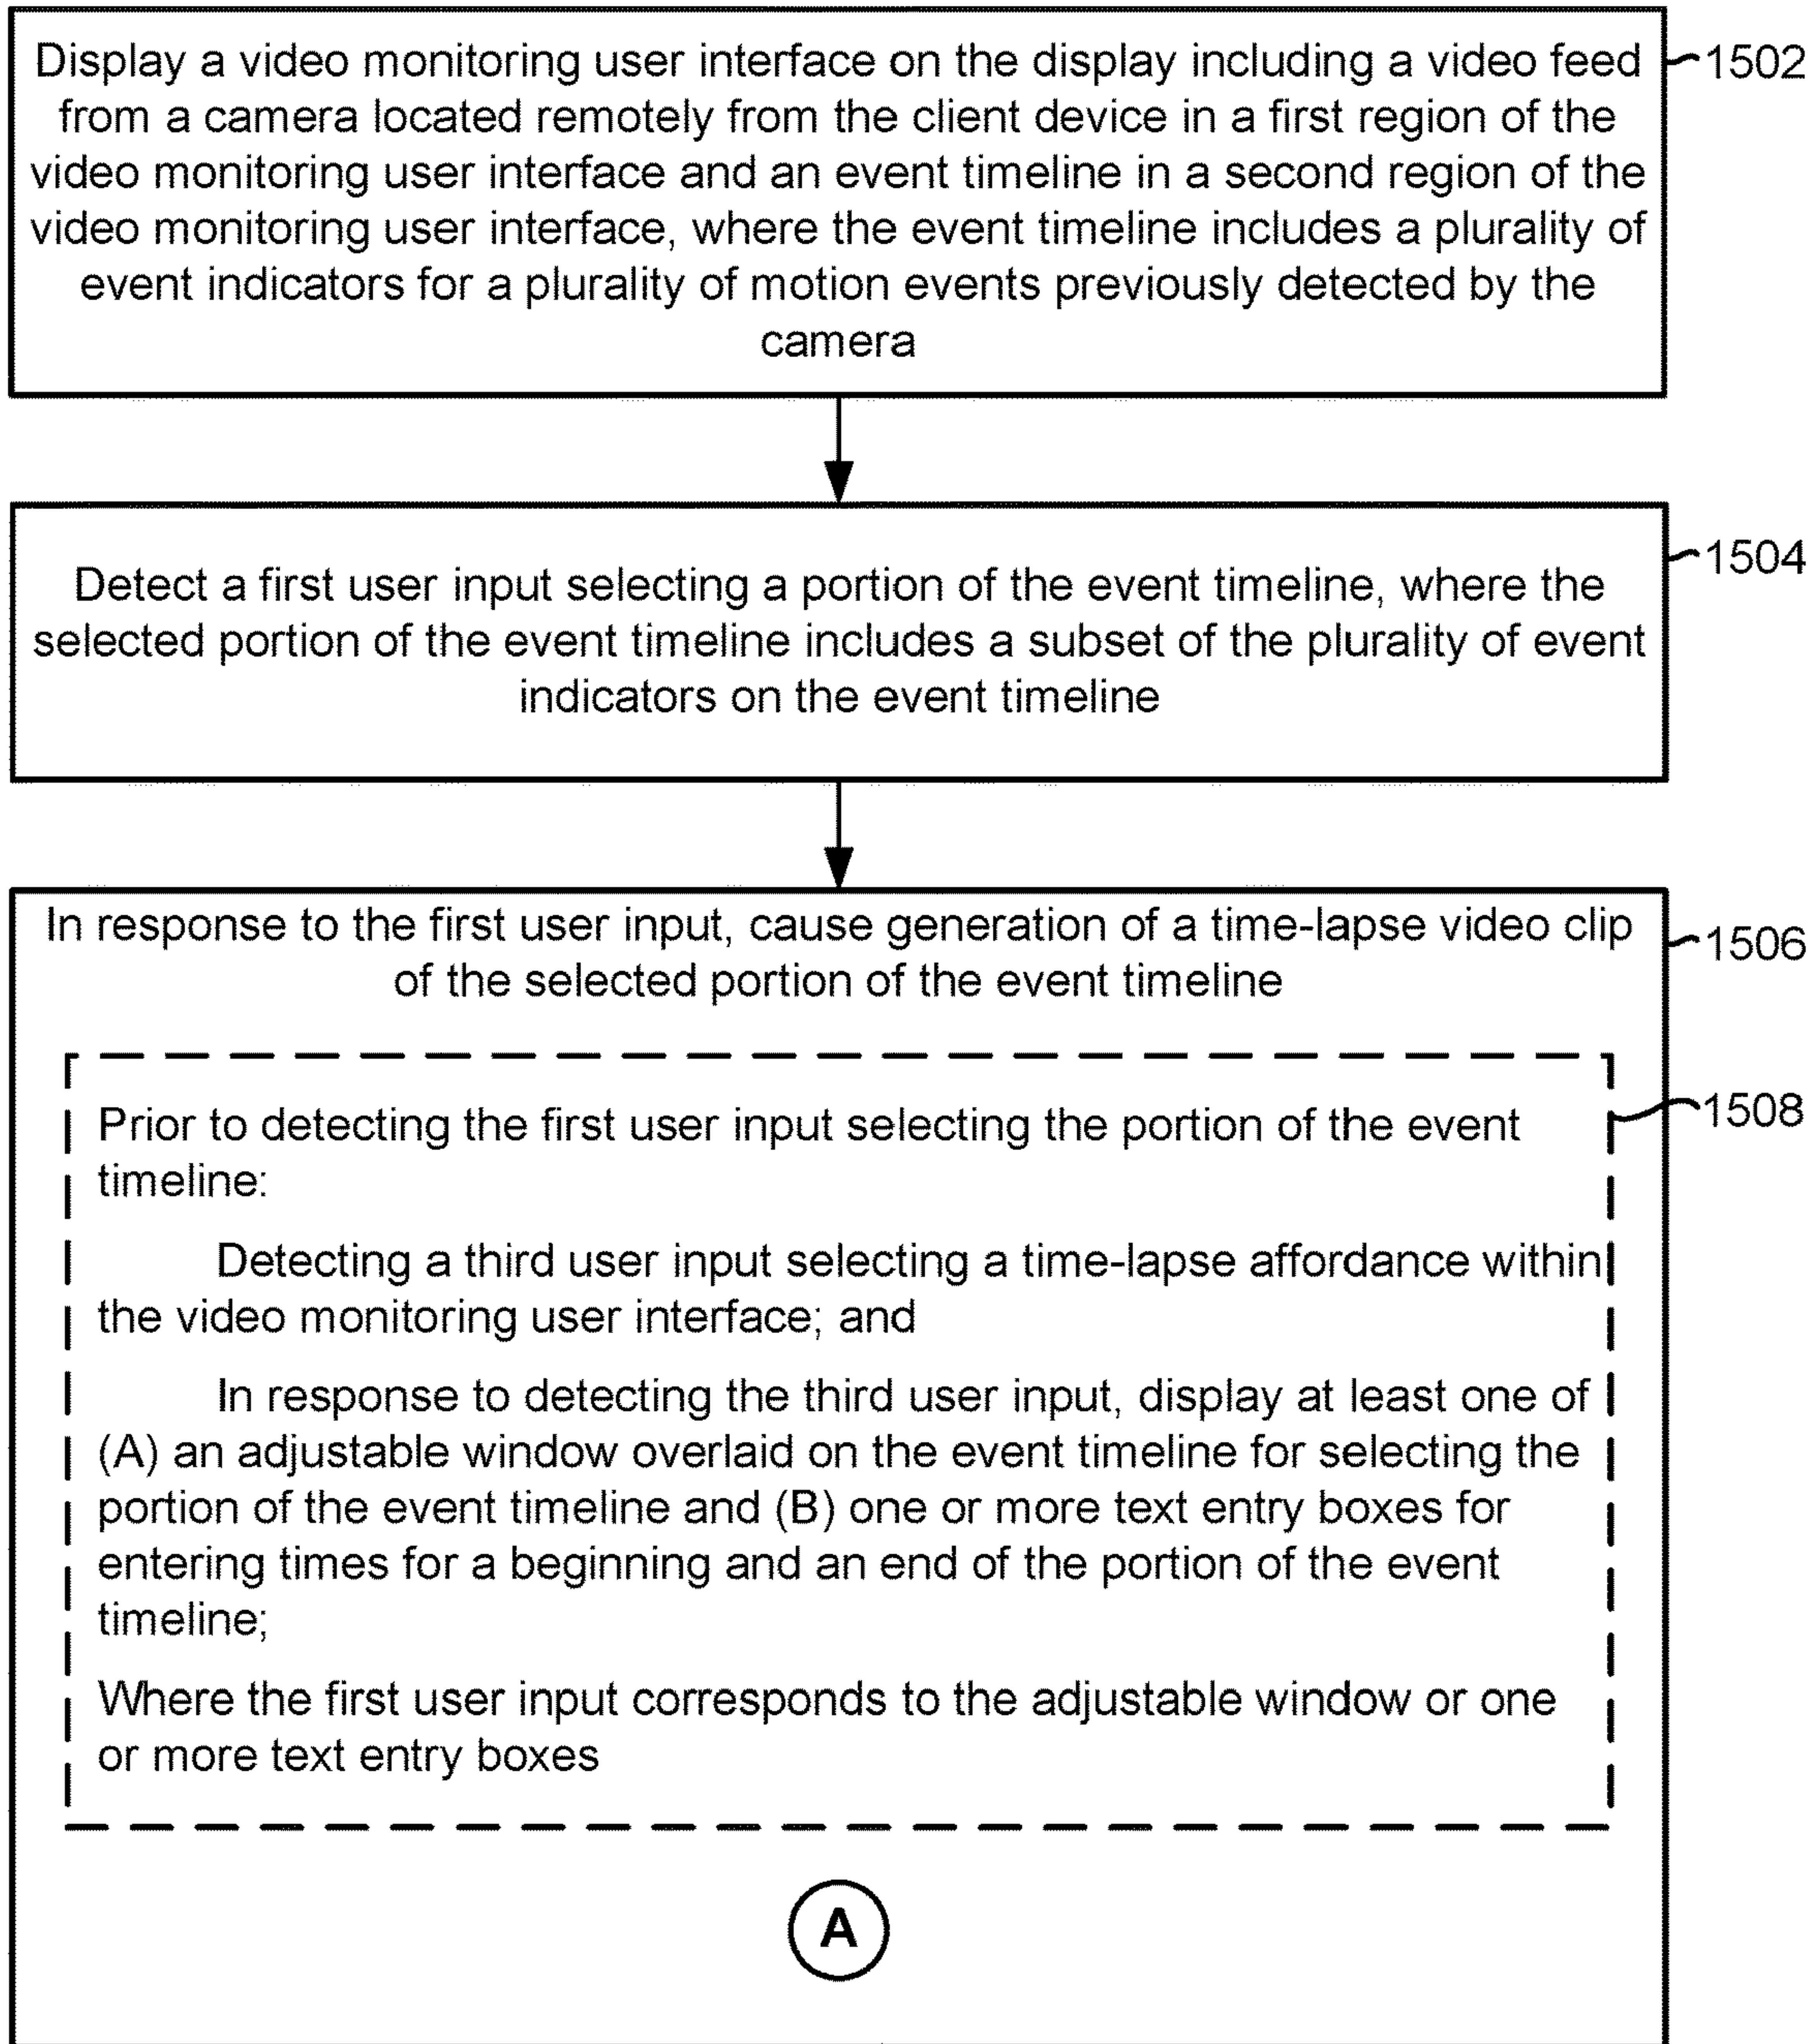 Display a video monitoring user interface on the display including a video feed
from a camera located remotely from the client device in a first region of the
video monitoring user interface and an event timeline in a second region of the
video monitoring user interface, where the event timeline includes a plurality of
event indicators for a plurality of motion events previously detected by the
camera
1502
Detect a first user input selecting a portion of the event timeline, where the
selected portion of the event timeline includes a subset of the plurality of event
indicators on the event timeline
1504
In response to the first user input, cause generation of a time-lapse video clip
of the selected portion of the event timeline
1506
Prior to detecting the first user input selecting the portion of the event
timeline:
Detecting a third user input selecting a time-lapse affordance within
the video monitoring user interface; and
In response to detecting the third user input, display at least one of
(A) an adjustable window overlaid on the event timeline for selecting the
portion of the event timeline and (B) one or more text entry boxes for
entering times for a beginning and an end of the portion of the event
timeline;
Where the first user input corresponds to the adjustable window or one
or more text entry boxes
1508
A